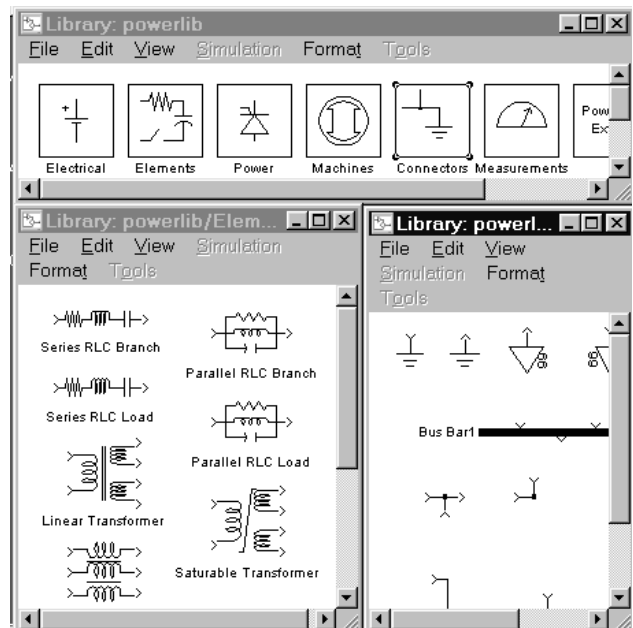 Library: powerlib
File Edit View Simulation Format Tools
Pow
Ex
Electrical Elements Power Machines Connectors Measurements
Library: powerlib/Elem...
File Edit View Simulation
Format Tools
Series RLC Branch
Parallel RLC Branch
Series RLC Load
Parallel RLC Load
Linear Transformer
Saturable Transformer
Library: powerl...
File Edit View
Simulation Format
Tools
Bus Bar1